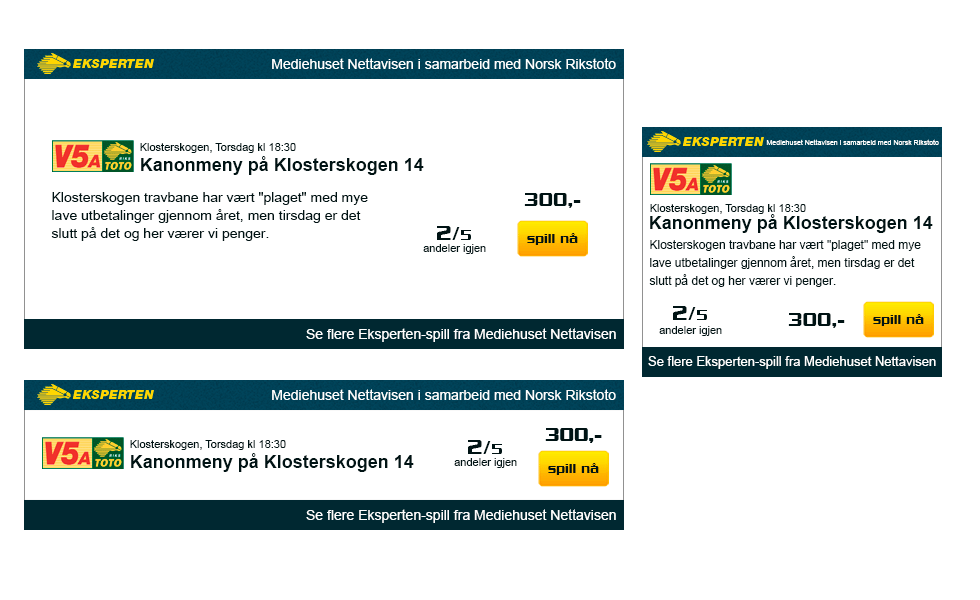 EKSPERTEN
Mediehuset Nettavisen i samarbeid med Norsk Rikstoto
V5A RIKS TOTO
Klosterskogen, Torsdag kl 18:30
Kanonmeny på Klosterskogen 14
Klosterskogen travbane har vært "plaget" med mye
lave utbetalinger gjennom året, men tirsdag er det
slutt på det og her værer vi penger.
2/5
andeler igjen
300,-
spill nå
Se flere Eksperten-spill fra Mediehuset Nettavisen
EKSPERTEN
Mediehuset Nettavisen i samarbeid med Norsk Rikstoto
V5A RIKS TOTO
Klosterskogen, Torsdag kl 18:30
Kanonmeny på Klosterskogen 14
Klosterskogen travbane har vært "plaget" med mye
lave utbetalinger gjennom året, men tirsdag er det
slutt på det og her værer vi penger.
2/5
andeler igjen
300,-
spill nå
Se flere Eksperten-spill fra Mediehuset Nettavisen
EKSPERTEN
Mediehuset Nettavisen i samarbeid med Norsk Rikstoto
V5A RIKS TOTO
Klosterskogen, Torsdag kl 18:30
Kanonmeny på Klosterskogen 14
2/5
andeler igjen
300,-
spill nå
Se flere Eksperten-spill fra Mediehuset Nettavisen